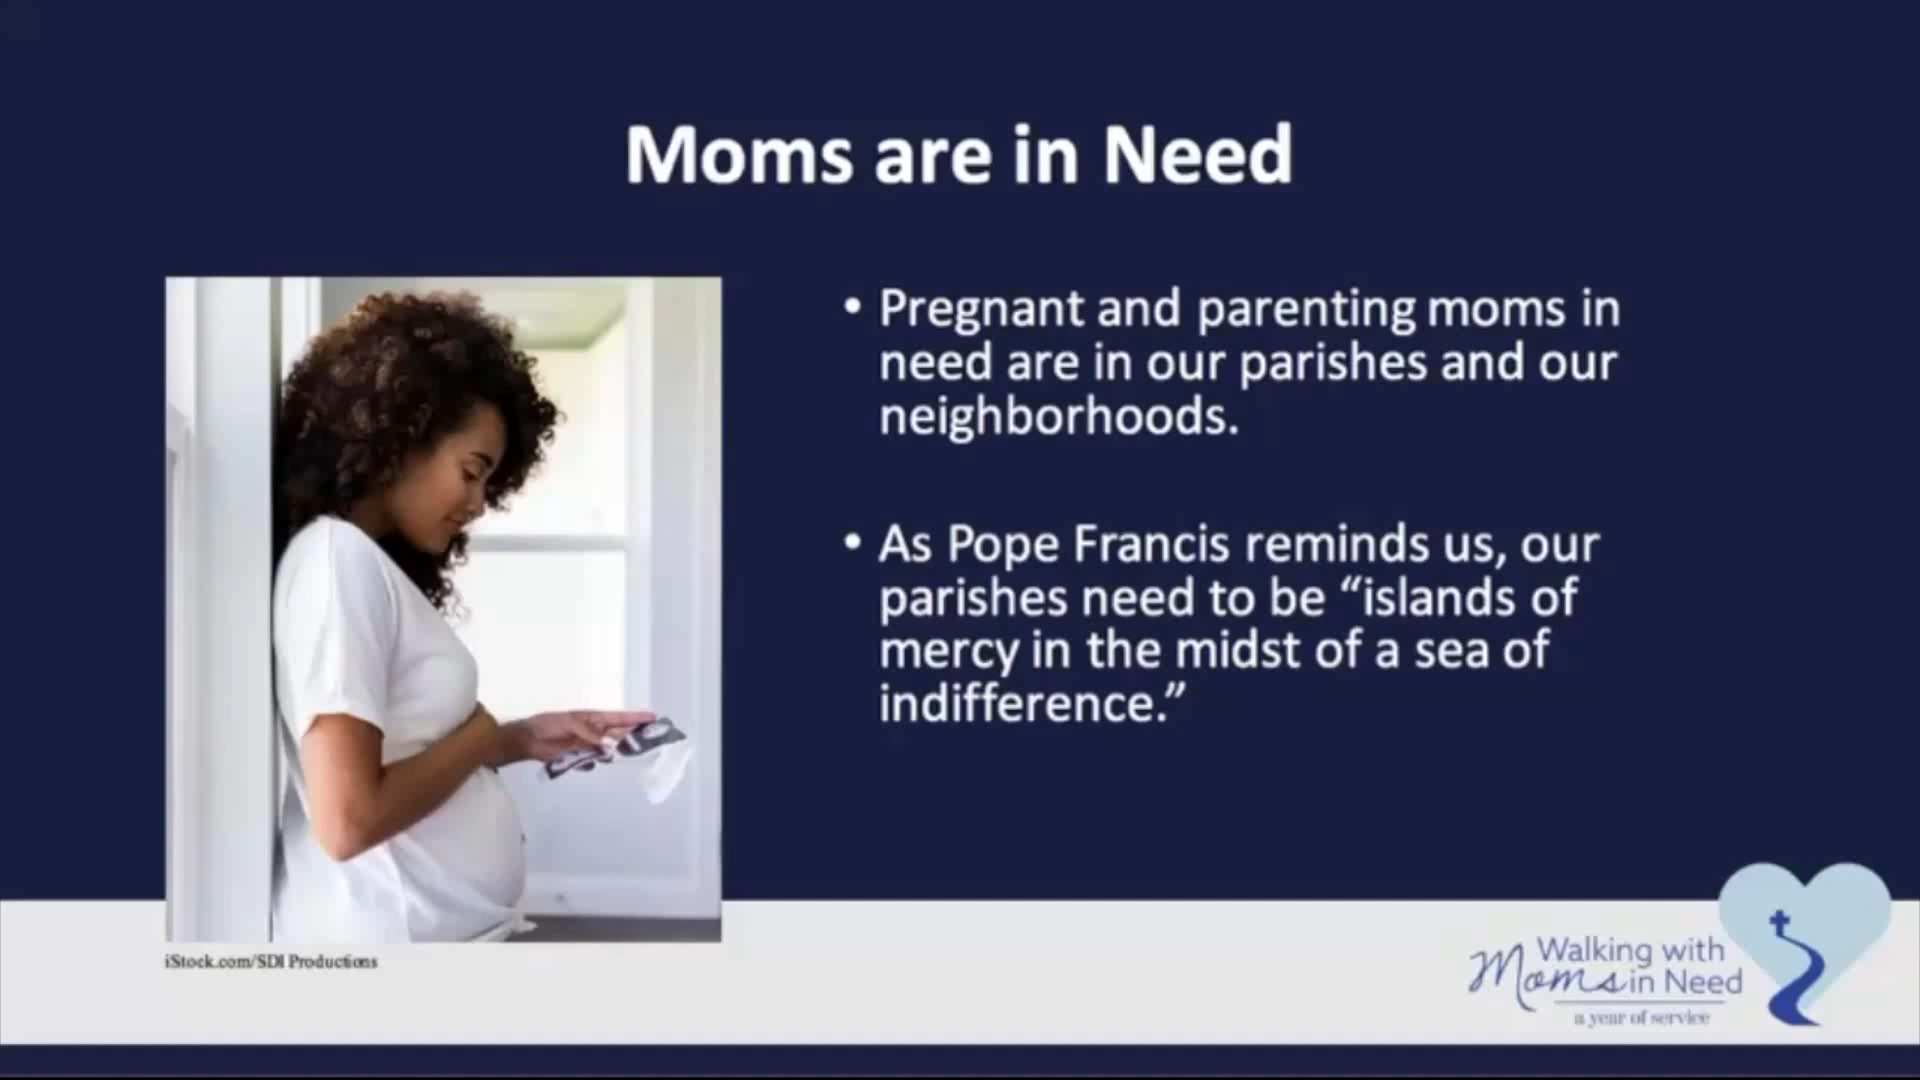 Moms are in Need
• Pregnant and parenting moms in
need are in our parishes and our
neighborhoods.
• As Pope Francis reminds us, our
parishes need to be “islands of
mercy in the midst of a sea of
indifference.”
iStock.com/SDI Productions
Walking with
Moms in Need
a year of service